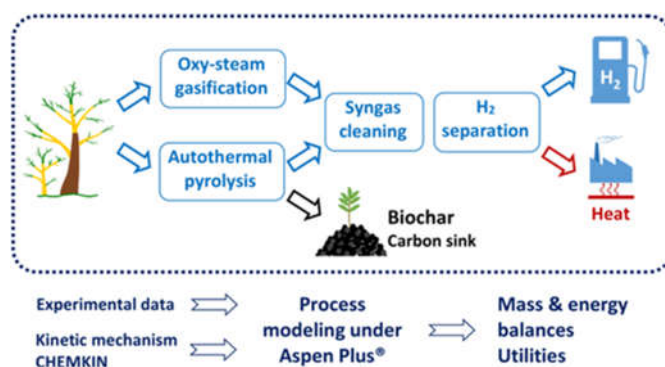 Oxy-steam
gasification
Autothermal
pyrolysis
Syngas
cleaning
H₂
separation
H₂
Heat
Biochar
Carbon sink
Experimental data
Kinetic mechanism
CHEMKIN
Process
modeling under
Aspen Plus®
Mass & energy
balances
Utilities